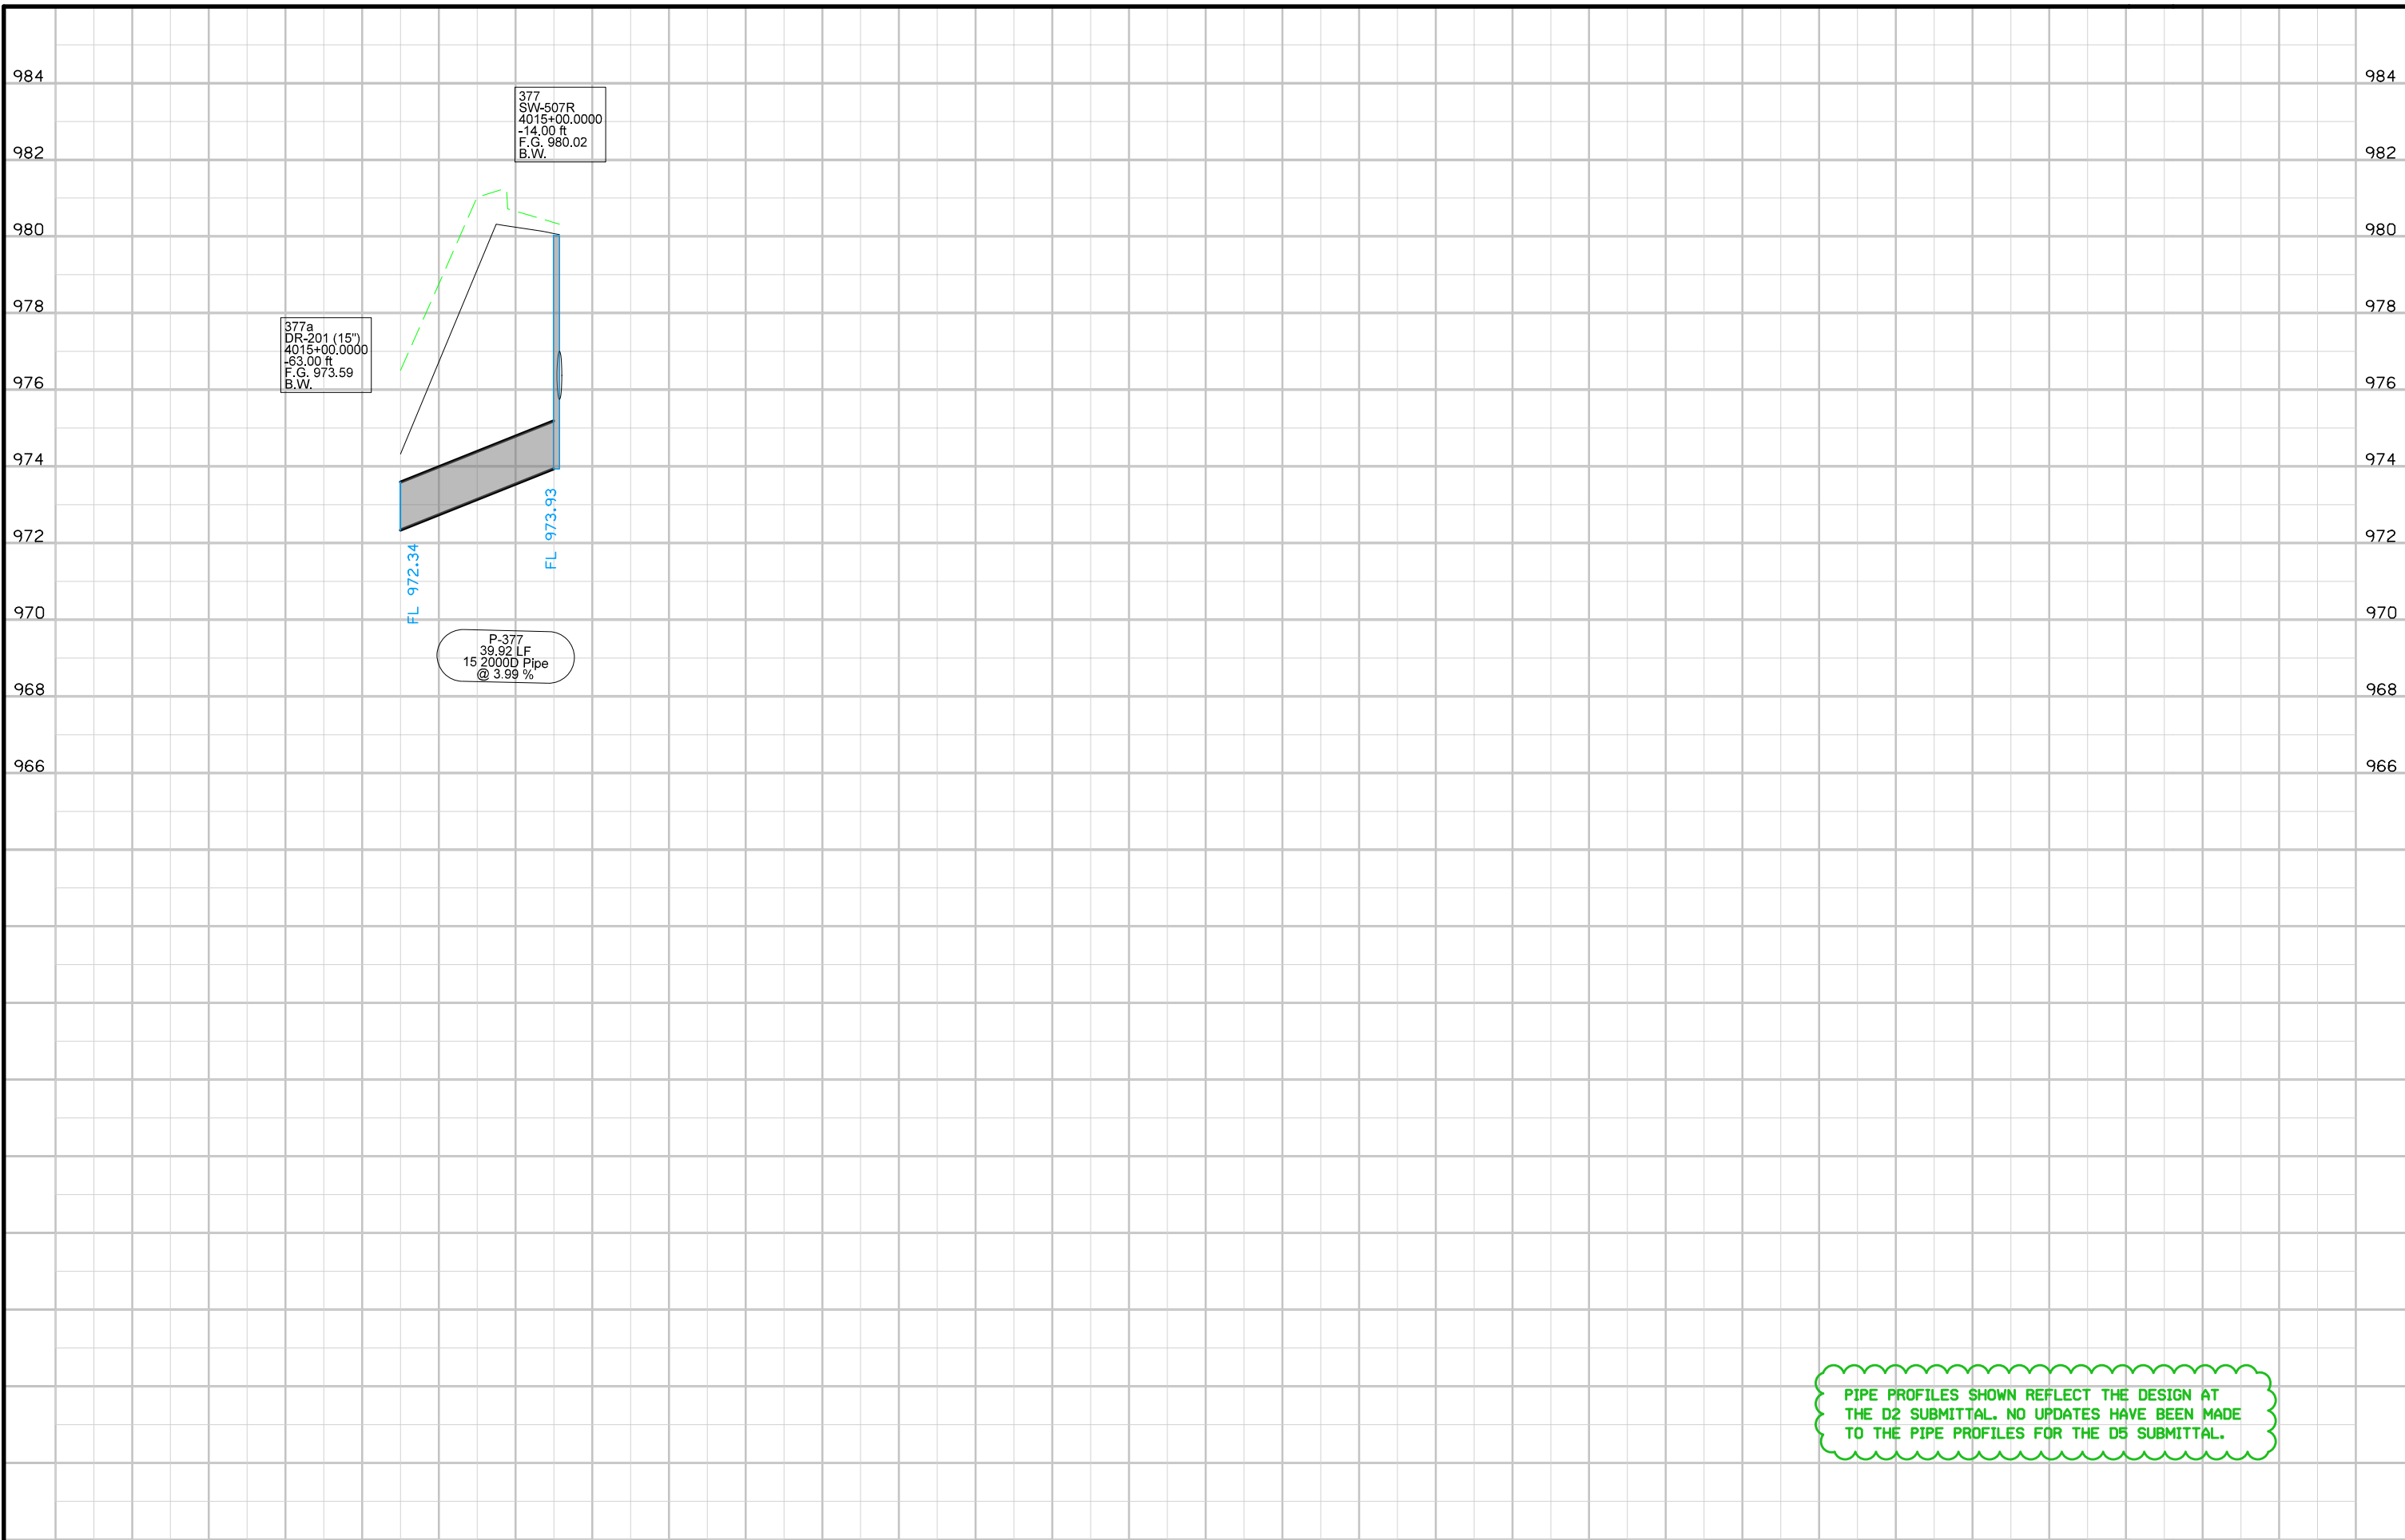 984
984
377
SW-507R
4015+00.0000
-14.00 ft
F.G. 980.02
B.W.
982
982
980
980
978
978
377a
DR-201 (15")
4015+00.0000
-63.00 ft
F.G. 973.59
B.W.
976
976
974
974
FL 973.93
972
972
FL 972.34
970
970
P-377
39.92 LF
15 2000D Pipe
@ 3.99 %
968
968
966
966
PIPE PROFILES SHOWN REFLECT THE DESIGN AT
THE D2 SUBMITTAL. NO UPDATES HAVE BEEN MADE
TO THE PIPE PROFILES FOR THE D5 SUBMITTAL.